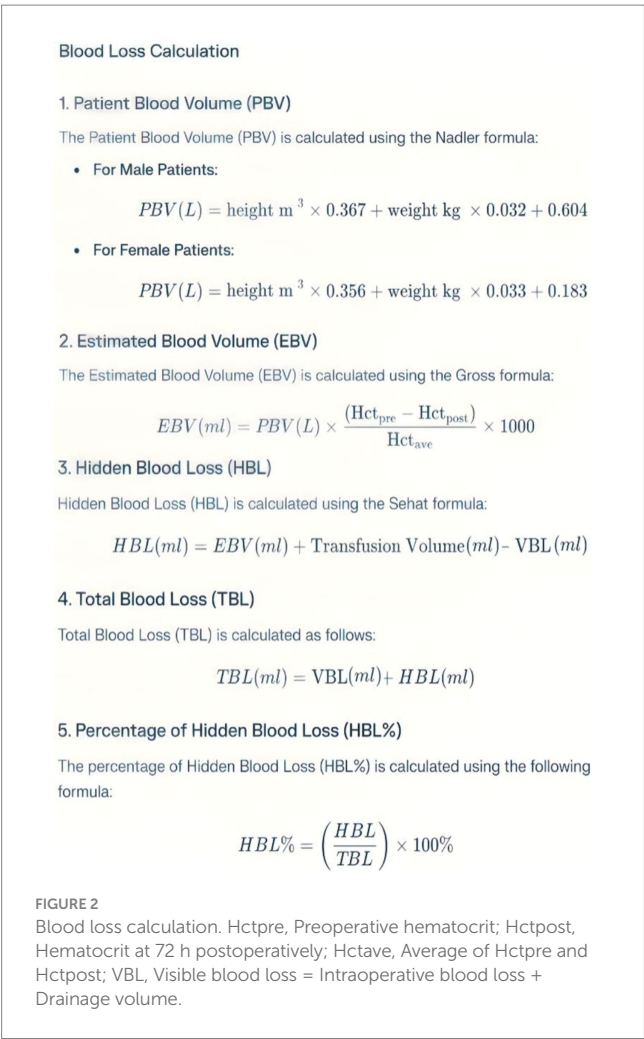 Blood Loss Calculation
1. Patient Blood Volume (PBV)
The Patient Blood Volume (PBV) is calculated using the Nadler formula:
• For Male Patients:
PBV(L) = height m ³ × 0.367 + weight kg × 0.032 + 0.604
• For Female Patients:
PBV(L) = height m ³ × 0.356 + weight kg × 0.033 + 0.183
2. Estimated Blood Volume (EBV)
The Estimated Blood Volume (EBV) is calculated using the Gross formula:
EBV(ml) = PBV(L) × (Hct_pre − Hct_post) / Hct_ave × 1000
3. Hidden Blood Loss (HBL)
Hidden Blood Loss (HBL) is calculated using the Sehat formula:
HBL(ml) = EBV(ml) + Transfusion Volume(ml) − VBL(ml)
4. Total Blood Loss (TBL)
Total Blood Loss (TBL) is calculated as follows:
TBL(ml) = VBL(ml) + HBL(ml)
5. Percentage of Hidden Blood Loss (HBL%)
The percentage of Hidden Blood Loss (HBL%) is calculated using the following
formula:
HBL% = (HBL / TBL) × 100%
FIGURE 2
Blood loss calculation. Hctpre, Preoperative hematocrit; Hctpost,
Hematocrit at 72 h postoperatively; Hctave, Average of Hctpre and
Hctpost; VBL, Visible blood loss = Intraoperative blood loss +
Drainage volume.